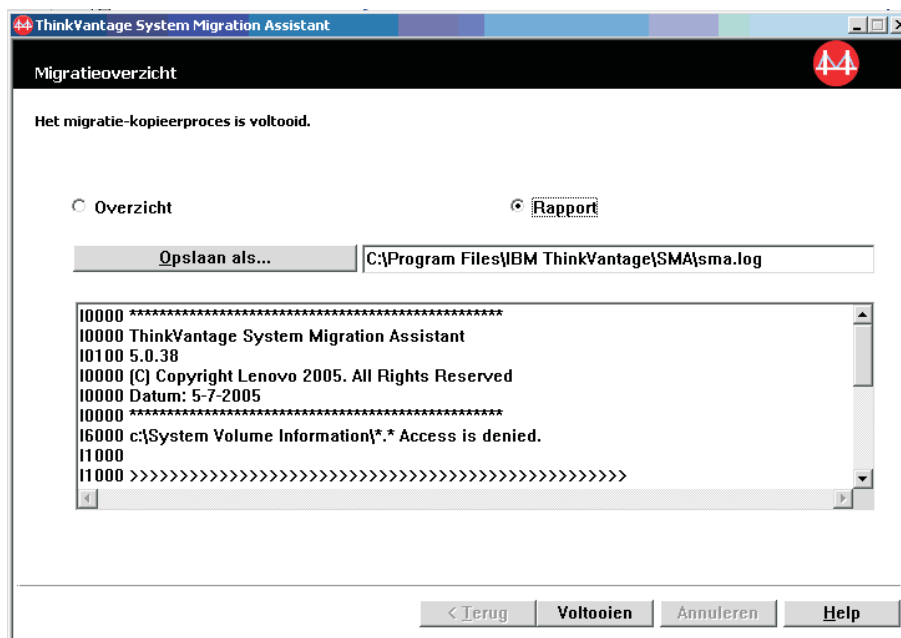 ThinkVantage System Migration Assistant
Migratieoverzicht
Het migratie-kopieerproces is voltooid.
Overzicht
Rapport
Opslaan als...
C:\Program Files\IBM ThinkVantage\SMA\sma.log
I0000 **************************************************
I0000 ThinkVantage System Migration Assistant
I0100 5.0.38
I0000 (C) Copyright Lenovo 2005. All Rights Reserved
I0000 Datum: 5-7-2005
I0000 **************************************************
I6000 c:\System Volume Information\*.* Access is denied.
I1000
I1000 >>>>>>>>>>>>>>>>>>>>>>>>>>>>>>>>>>>>>>>>>>>>>>>>>>
< Terug
Voltooien
Annuleren
Help